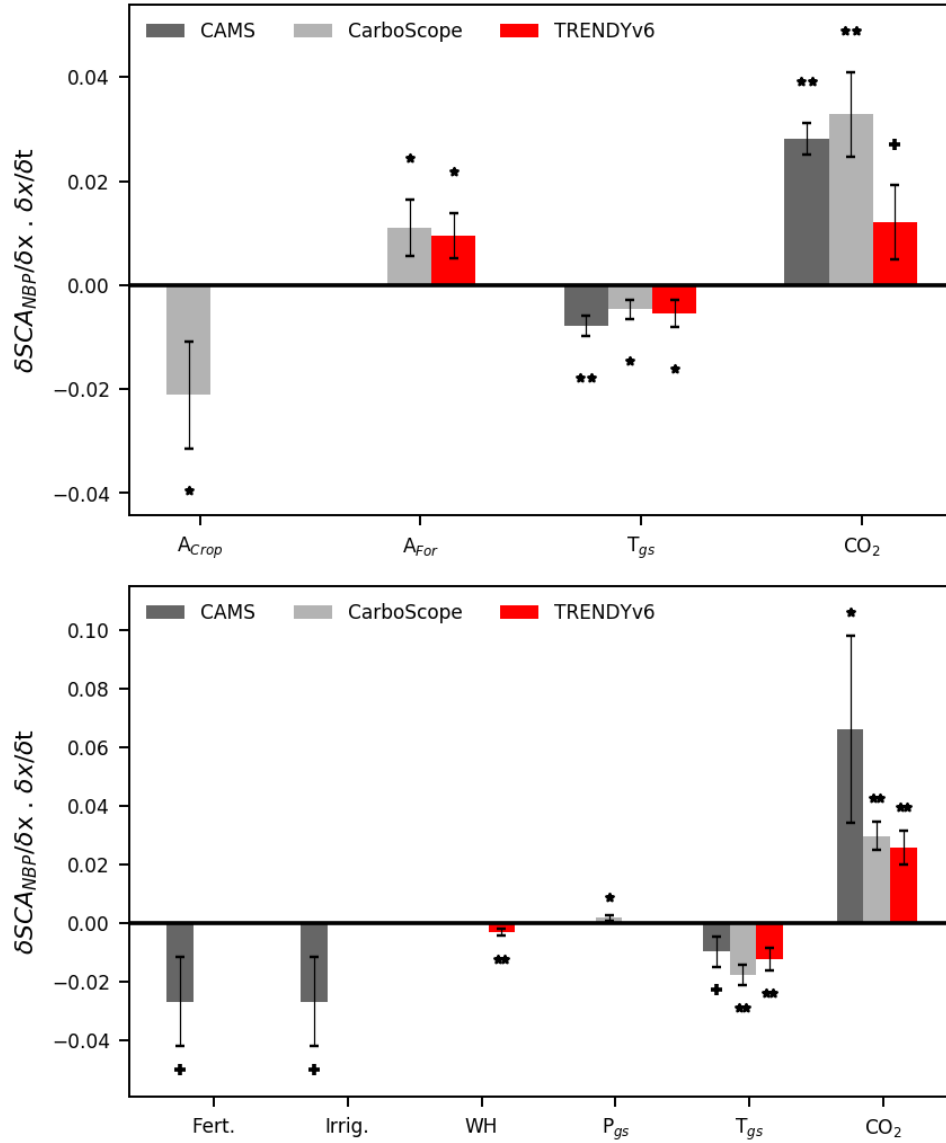 CAMS CarboScope TRENDYv6
δSCA_NBP/δx . δx/δt
0.04
0.02
0.00
−0.02
−0.04
** ** +
* *
** * *
*
A_Crop A_For T_gs CO₂
CAMS CarboScope TRENDYv6
δSCA_NBP/δx . δx/δt
0.10
0.08
0.06
0.04
0.02
0.00
−0.02
−0.04
*
** **
*
**
+ ** **
+ +
Fert. Irrig. WH P_gs T_gs CO₂